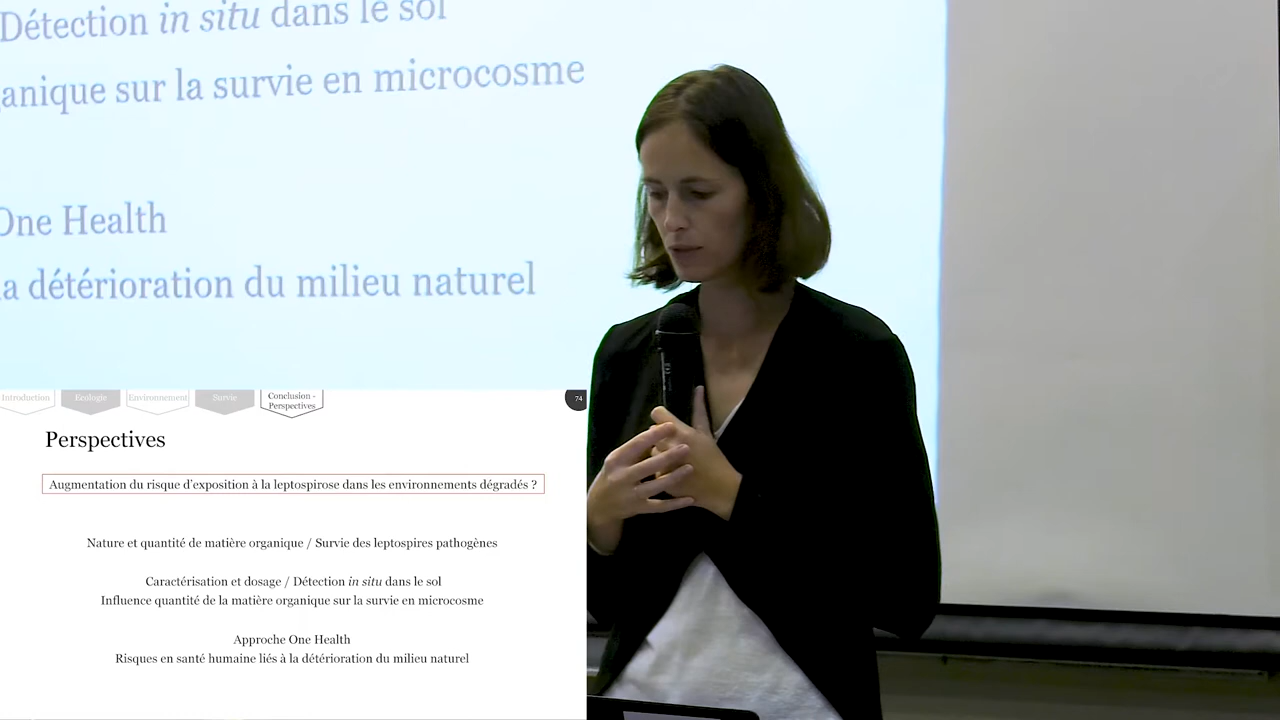 Détection in situ dans le sol
anique sur la survie en microcosme
One Health
la détérioration du milieu naturel
Introduction
Ecologie
Environnement
Survie
Conclusion -
Perspectives
74
Perspectives
Augmentation du risque d'exposition à la leptospirose dans les environnements dégradés ?
Nature et quantité de matière organique / Survie des leptospires pathogènes
Caractérisation et dosage / Détection in situ dans le sol
Influence quantité de la matière organique sur la survie en microcosme
Approche One Health
Risques en santé humaine liés à la détérioration du milieu naturel